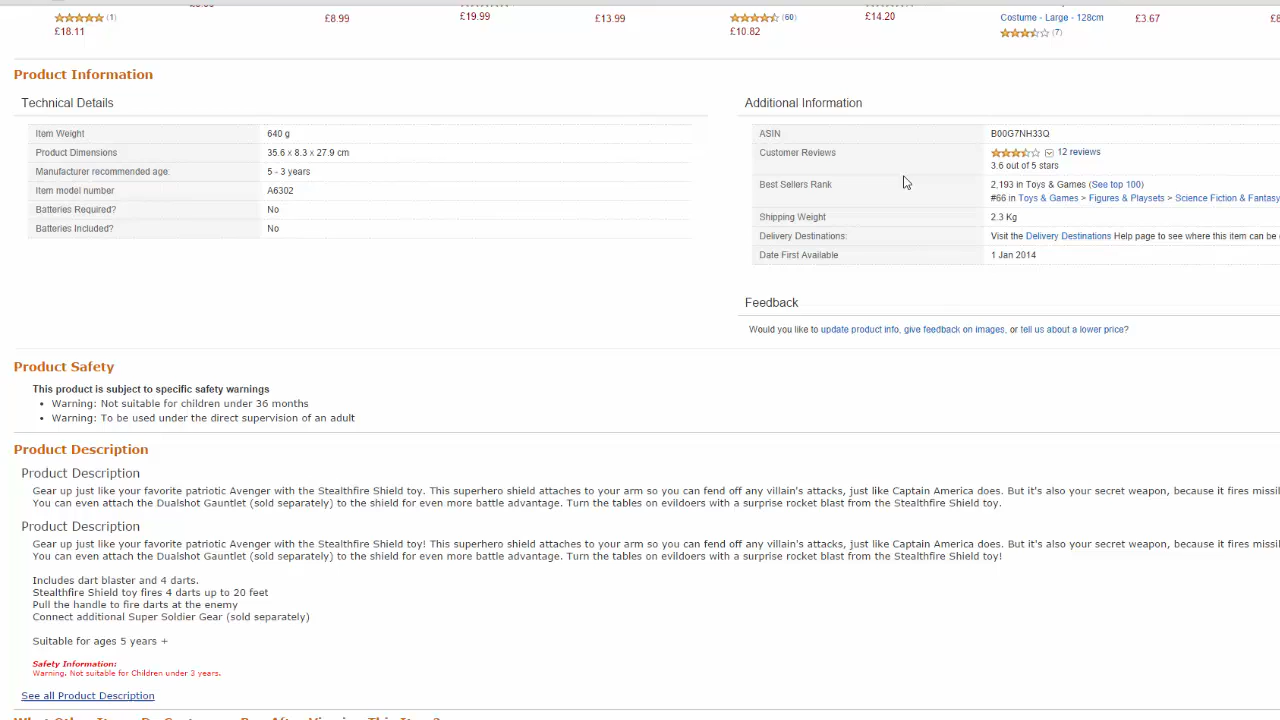 (1)
£8.99
£19.99
£13.99
(60)
£14.20
Costume - Large - 128cm
£3.67
£18.11
£10.82
(7)
Product Information
Technical Details
Item Weight 640 g
Product Dimensions 35.6 x 8.3 x 27.9 cm
Manufacturer recommended age: 5 - 3 years
Item model number A6302
Batteries Required? No
Batteries Included? No
Additional Information
ASIN B00G7NH33Q
Customer Reviews 12 reviews
3.6 out of 5 stars
Best Sellers Rank 2,193 in Toys & Games (See top 100)
#66 in Toys & Games > Figures & Playsets > Science Fiction & Fantasy
Shipping Weight 2.3 Kg
Delivery Destinations: Visit the Delivery Destinations Help page to see where this item can be
Date First Available 1 Jan 2014
Feedback
Would you like to update product info, give feedback on images, or tell us about a lower price?
Product Safety
This product is subject to specific safety warnings
• Warning: Not suitable for children under 36 months
• Warning: To be used under the direct supervision of an adult
Product Description
Product Description
Gear up just like your favorite patriotic Avenger with the Stealthfire Shield toy. This superhero shield attaches to your arm so you can fend off any villain's attacks, just like Captain America does. But it's also your secret weapon, because it fires missil
You can even attach the Dualshot Gauntlet (sold separately) to the shield for even more battle advantage. Turn the tables on evildoers with a surprise rocket blast from the Stealthfire Shield toy.
Product Description
Gear up just like your favorite patriotic Avenger with the Stealthfire Shield toy! This superhero shield attaches to your arm so you can fend off any villain's attacks, just like Captain America does. But it's also your secret weapon, because it fires missil
You can even attach the Dualshot Gauntlet (sold separately) to the shield for even more battle advantage. Turn the tables on evildoers with a surprise rocket blast from the Stealthfire Shield toy!
Includes dart blaster and 4 darts.
Stealthfire Shield toy fires 4 darts up to 20 feet
Pull the handle to fire darts at the enemy
Connect additional Super Soldier Gear (sold separately)
Suitable for ages 5 years +
Safety Information:
Warning. Not suitable for Children under 3 years.
See all Product Description
What Other Items Do Customers Buy After Viewing This Item?